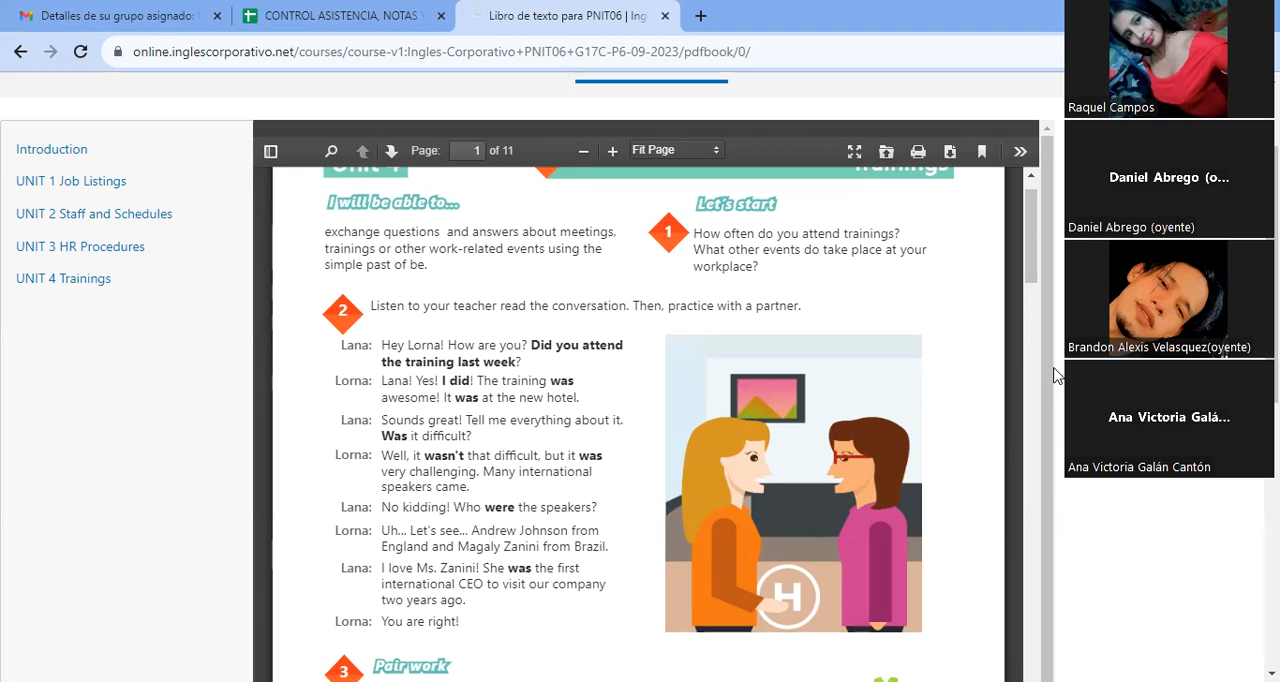 Detalles de su grupo asignado:
CONTROL ASISTENCIA, NOTAS
Libro de texto para PNIT06 | Ing
online.inglescorporativo.net/courses/course-v1:Ingles-Corporativo+PNIT06+G17C-P6-09-2023/pdfbook/0/
Introduction
UNIT 1 Job Listings
UNIT 2 Staff and Schedules
UNIT 3 HR Procedures
UNIT 4 Trainings
Page: 1 of 11
Fit Page
Unit 4
Trainings
I will be able to...
exchange questions and answers about meetings,
trainings or other work-related events using the
simple past of be.
Let's start
1
How often do you attend trainings?
What other events do take place at your
workplace?
2
Listen to your teacher read the conversation. Then, practice with a partner.
Lana: Hey Lorna! How are you? Did you attend
the training last week?
Lorna: Lana! Yes! I did! The training was
awesome! It was at the new hotel.
Lana: Sounds great! Tell me everything about it.
Was it difficult?
Lorna: Well, it wasn't that difficult, but it was
very challenging. Many international
speakers came.
Lana: No kidding! Who were the speakers?
Lorna: Uh... Let's see... Andrew Johnson from
England and Magaly Zanini from Brazil.
Lana: I love Ms. Zanini! She was the first
international CEO to visit our company
two years ago.
Lorna: You are right!
H
3
Pair work
Raquel Campos
Daniel Abrego (o...
Daniel Abrego (oyente)
Brandon Alexis Velasquez(oyente)
Ana Victoria Galá...
Ana Victoria Galán Cantón